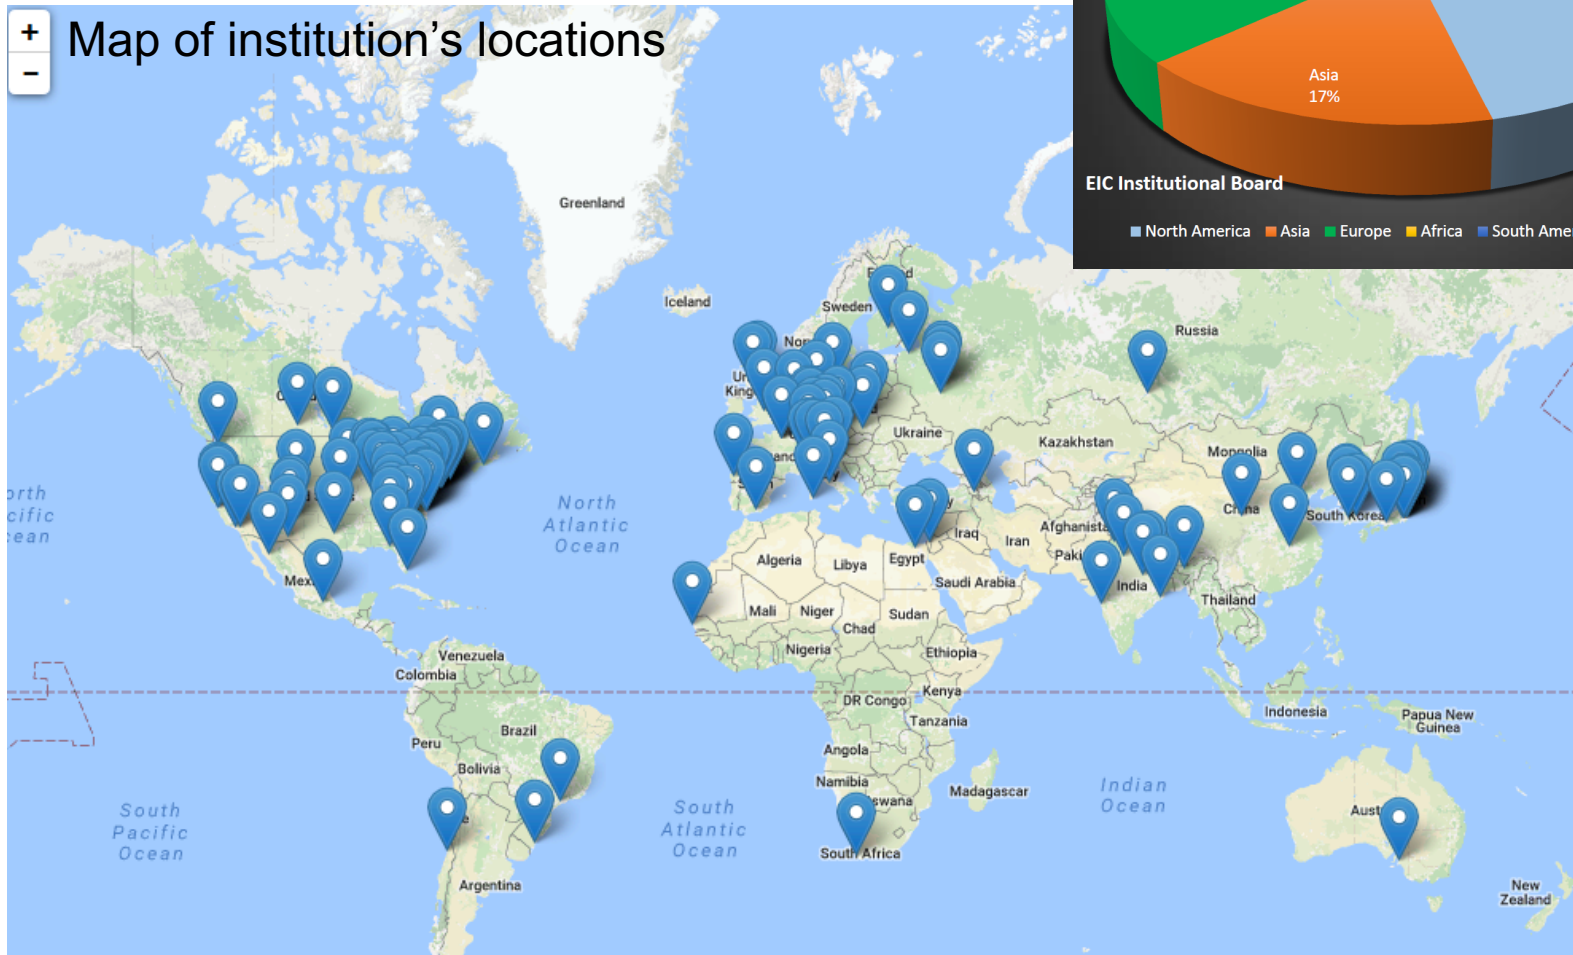 +
−
Map of institution's locations
Asia
17%
EIC Institutional Board
North America Asia Europe Africa South Ame
Greenland
Iceland
Sweden
Russia
Ukraine
Kazakhstan
Mongolia
North
Atlantic
Ocean
South Korea
Afghanista
Iraq
Iran
Algeria
Libya
Egypt
Saudi Arabia
India
Mali
Niger
Sudan
Thailand
Chad
Nigeria
Ethiopia
Venezuela
Colombia
Kenya
DR Congo
Tanzania
Indonesia
Papua New
Guinea
Brazil
Peru
Angola
Bolivia
Namibia
Madagascar
Indian
Ocean
South
Pacific
Ocean
South
Atlantic
Ocean
South Africa
Argentina
New
Zealand